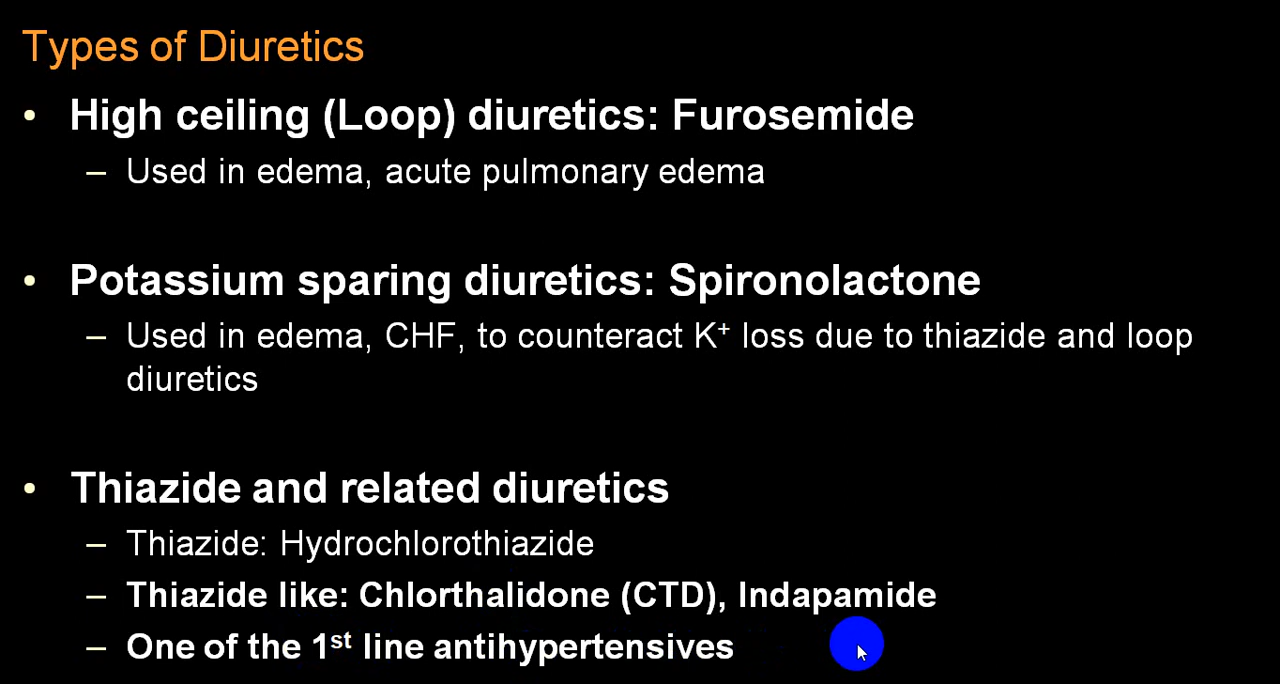 Types of Diuretics
• High ceiling (Loop) diuretics: Furosemide
– Used in edema, acute pulmonary edema
• Potassium sparing diuretics: Spironolactone
– Used in edema, CHF, to counteract K⁺ loss due to thiazide and loop
diuretics
• Thiazide and related diuretics
– Thiazide: Hydrochlorothiazide
– Thiazide like: Chlorthalidone (CTD), Indapamide
– One of the 1ˢᵗ line antihypertensives